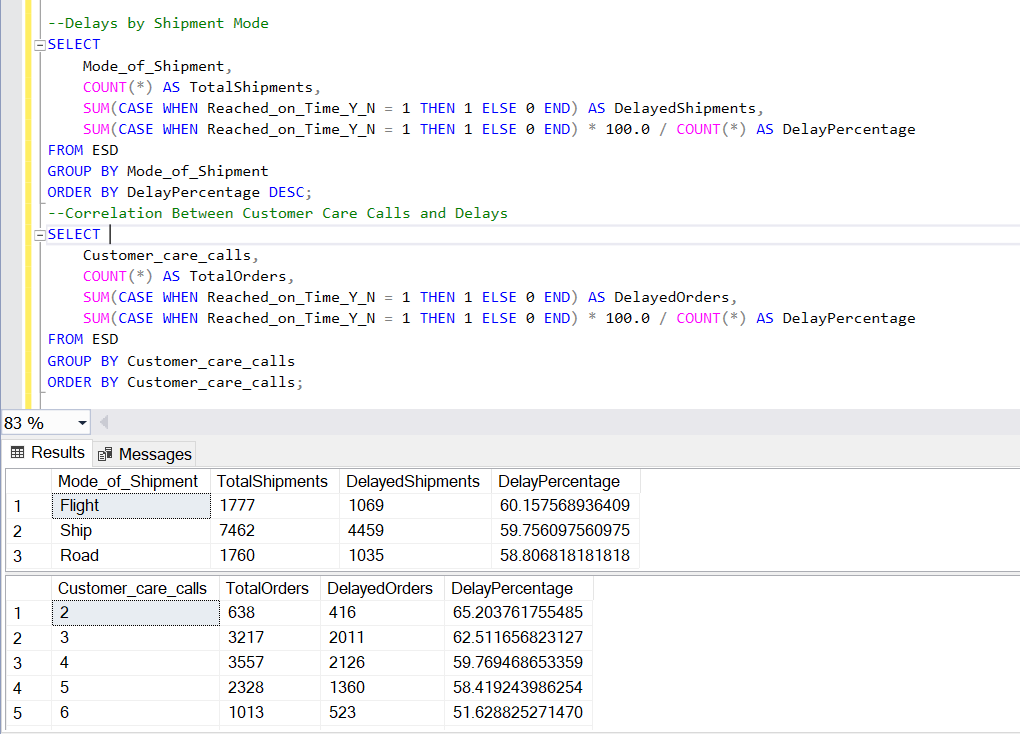 --Delays by Shipment Mode
SELECT
Mode_of_Shipment,
COUNT(*) AS TotalShipments,
SUM(CASE WHEN Reached_on_Time_Y_N = 1 THEN 1 ELSE 0 END) AS DelayedShipments,
SUM(CASE WHEN Reached_on_Time_Y_N = 1 THEN 1 ELSE 0 END) * 100.0 / COUNT(*) AS DelayPercentage
FROM ESD
GROUP BY Mode_of_Shipment
ORDER BY DelayPercentage DESC;
--Correlation Between Customer Care Calls and Delays
SELECT
Customer_care_calls,
COUNT(*) AS TotalOrders,
SUM(CASE WHEN Reached_on_Time_Y_N = 1 THEN 1 ELSE 0 END) AS DelayedOrders,
SUM(CASE WHEN Reached_on_Time_Y_N = 1 THEN 1 ELSE 0 END) * 100.0 / COUNT(*) AS DelayPercentage
FROM ESD
GROUP BY Customer_care_calls
ORDER BY Customer_care_calls;
83 %
Results Messages
Mode_of_Shipment TotalShipments DelayedShipments DelayPercentage
1 Flight 1777 1069 60.157568936409
2 Ship 7462 4459 59.756097560975
3 Road 1760 1035 58.806818181818
Customer_care_calls TotalOrders DelayedOrders DelayPercentage
1 2 638 416 65.203761755485
2 3 3217 2011 62.511656823127
3 4 3557 2126 59.769468653359
4 5 2328 1360 58.419243986254
5 6 1013 523 51.628825271470